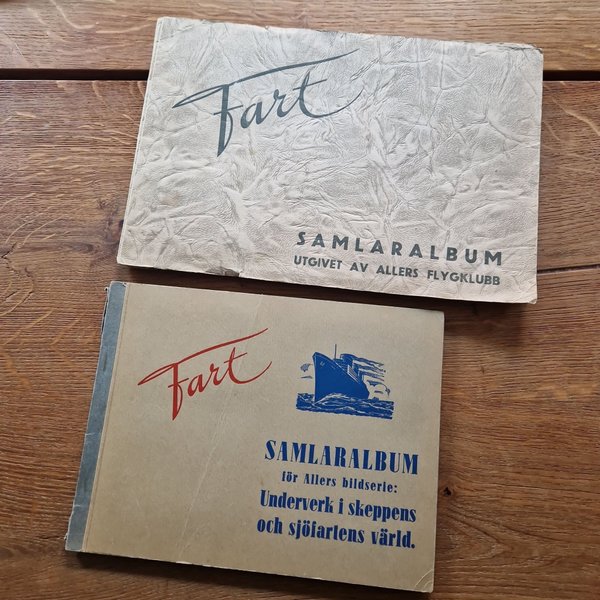 Fart
SAMLARALBUM
UTGIVET AV ALLERS FLYGKLUBB
Fart
SAMLARALBUM
för Allers bildserie:
Underverk i skeppens
och sjöfartens värld.